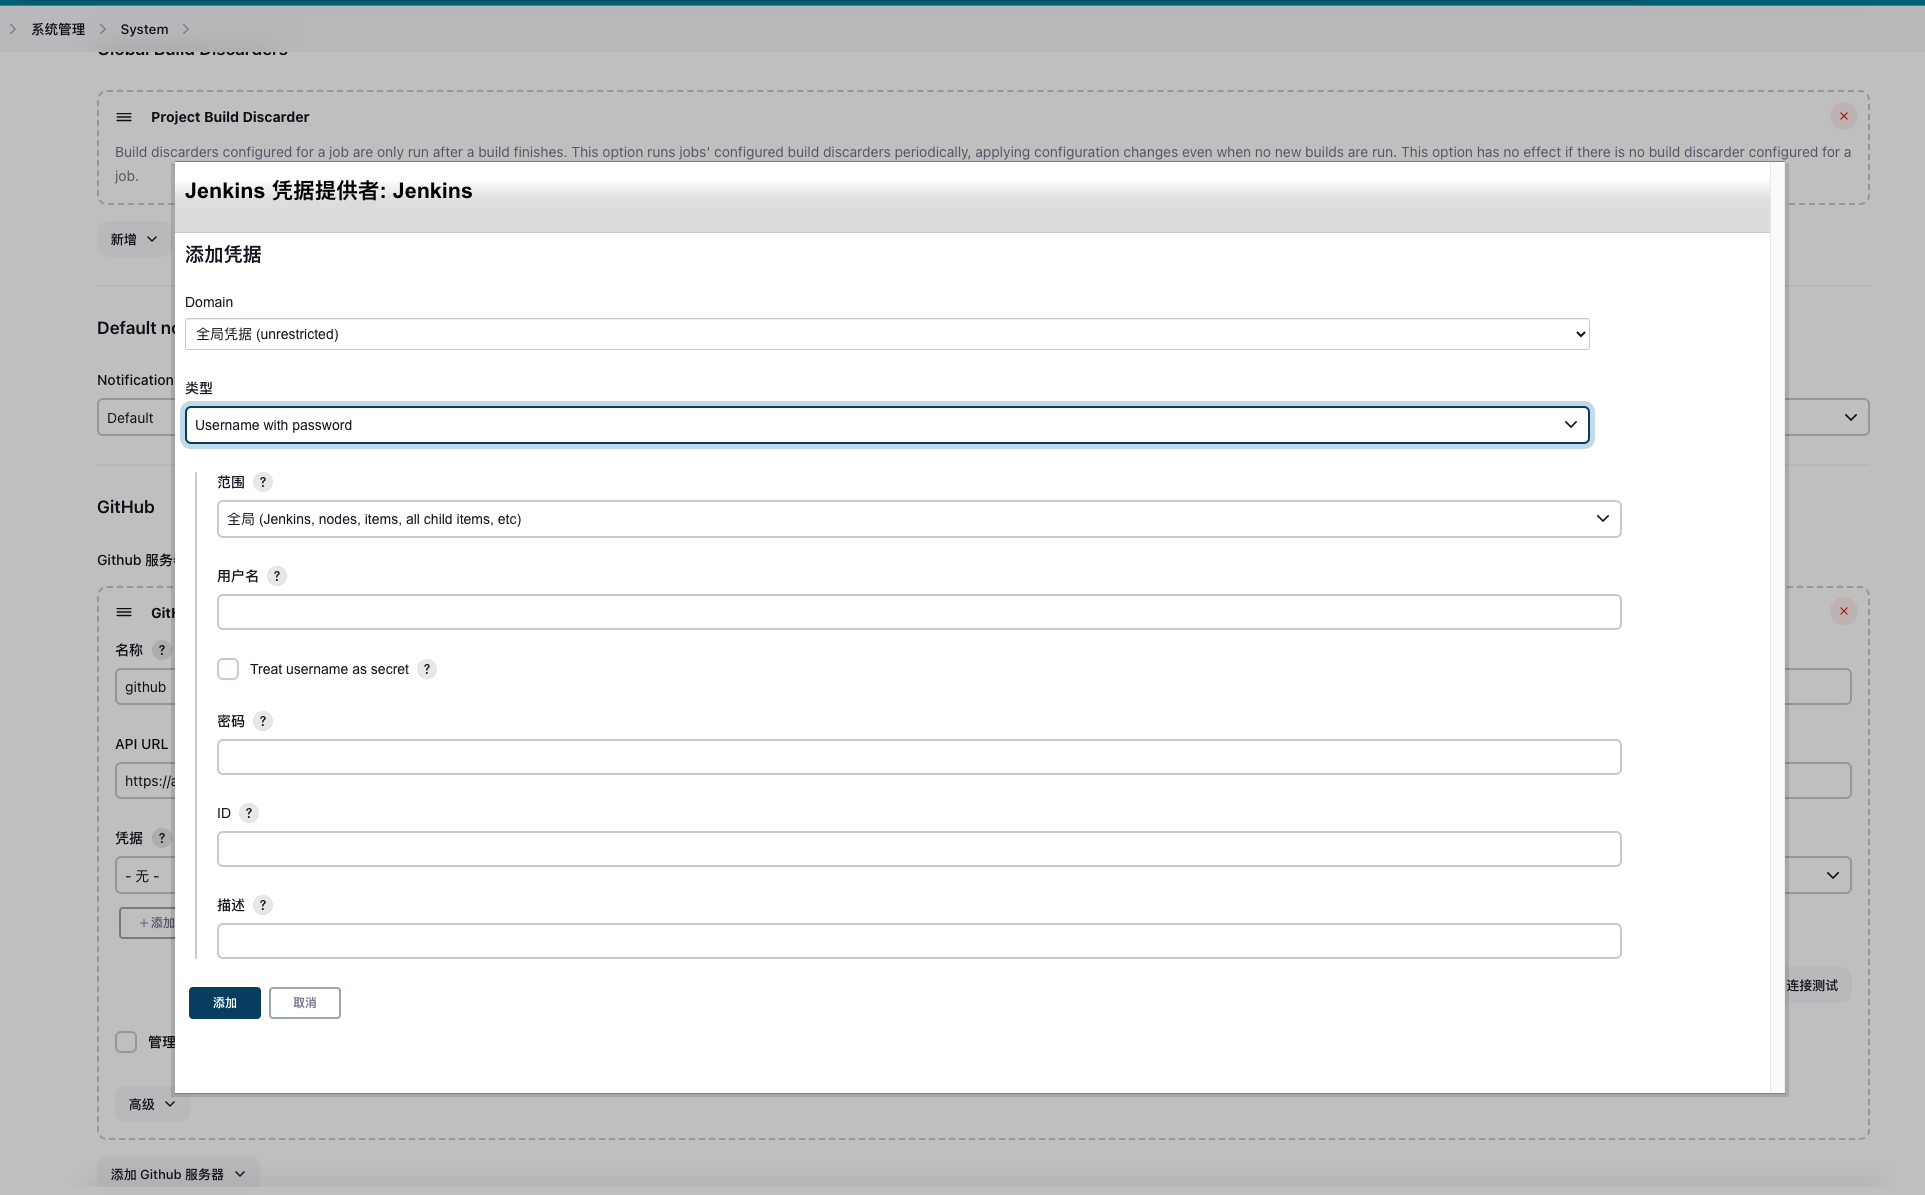 系统管理
System
Global Build Discarders
Project Build Discarder
Build discarders configured for a job are only run after a build finishes. This option runs jobs' configured build discarders periodically, applying configuration changes even when no new builds are run. This option has no effect if there is no build discarder configured for a
job.
Jenkins 凭据提供者: Jenkins
新增
添加凭据
Domain
全局凭据 (unrestricted)
Default
Notification
类型
Default
Username with password
范围 ?
全局 (Jenkins, nodes, items, all child items, etc)
GitHub
Github 服务
用户名 ?
名称 ?
Treat username as secret ?
github
密码 ?
API URL
https://a
ID ?
凭据 ?
- 无 -
描述 ?
+ 添加
连接测试
添加
取消
管理
高级
添加 Github 服务器